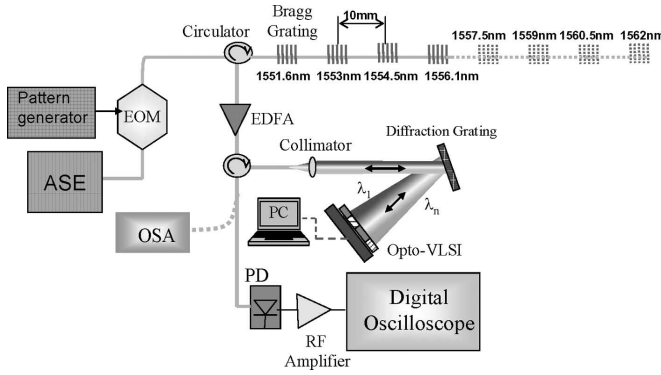 Bragg
Grating
10mm
Circulator
1557.5nm 1559nm 1560.5nm 1562nm
1551.6nm 1553nm 1554.5nm 1556.1nm
Pattern
generator
EOM
EDFA
Diffraction Grating
Collimator
ASE
λ1
λn
PC
OSA
Opto-VLSI
PD
Digital
Oscilloscope
RF
Amplifier